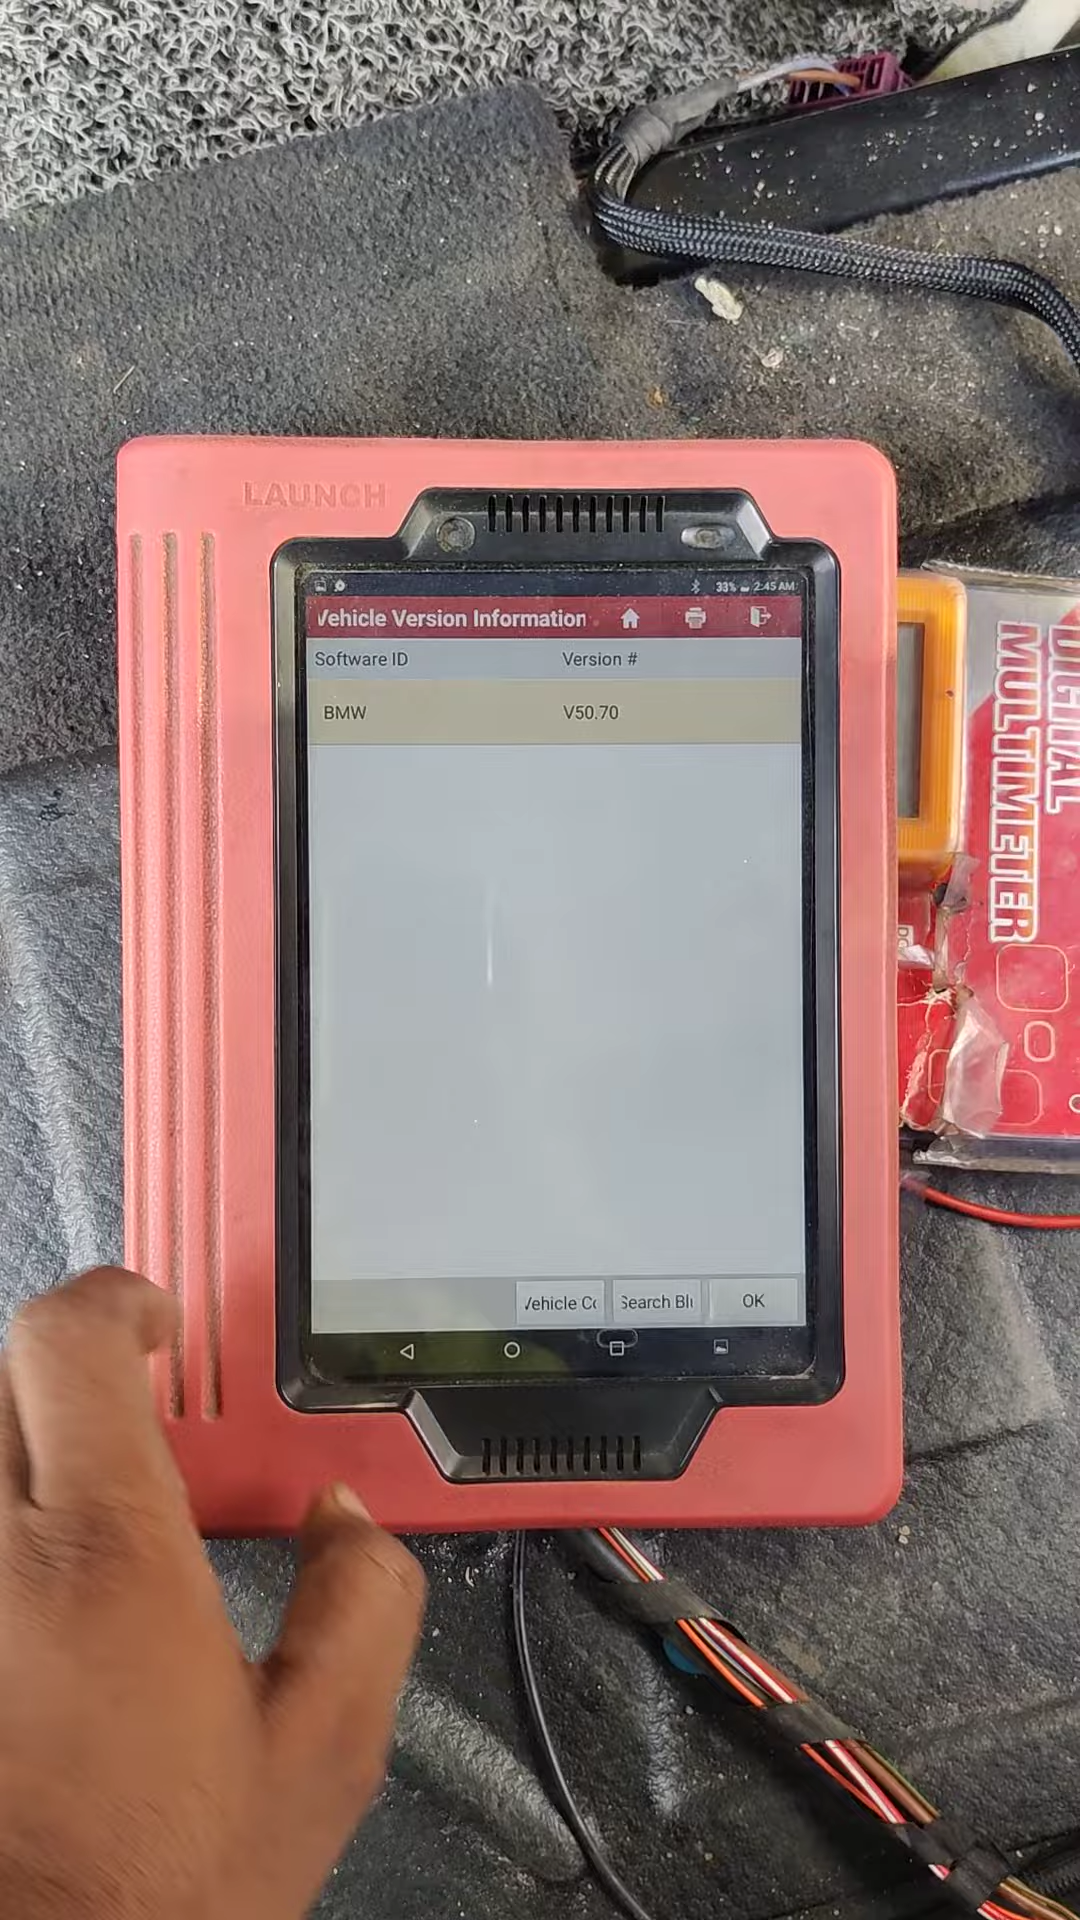 LAUNCH
33% 2:45 AM
Vehicle Version Information
Software ID Version #
BMW V50.70
Vehicle Co Search Blu OK
DIGITAL
MULTIMETER